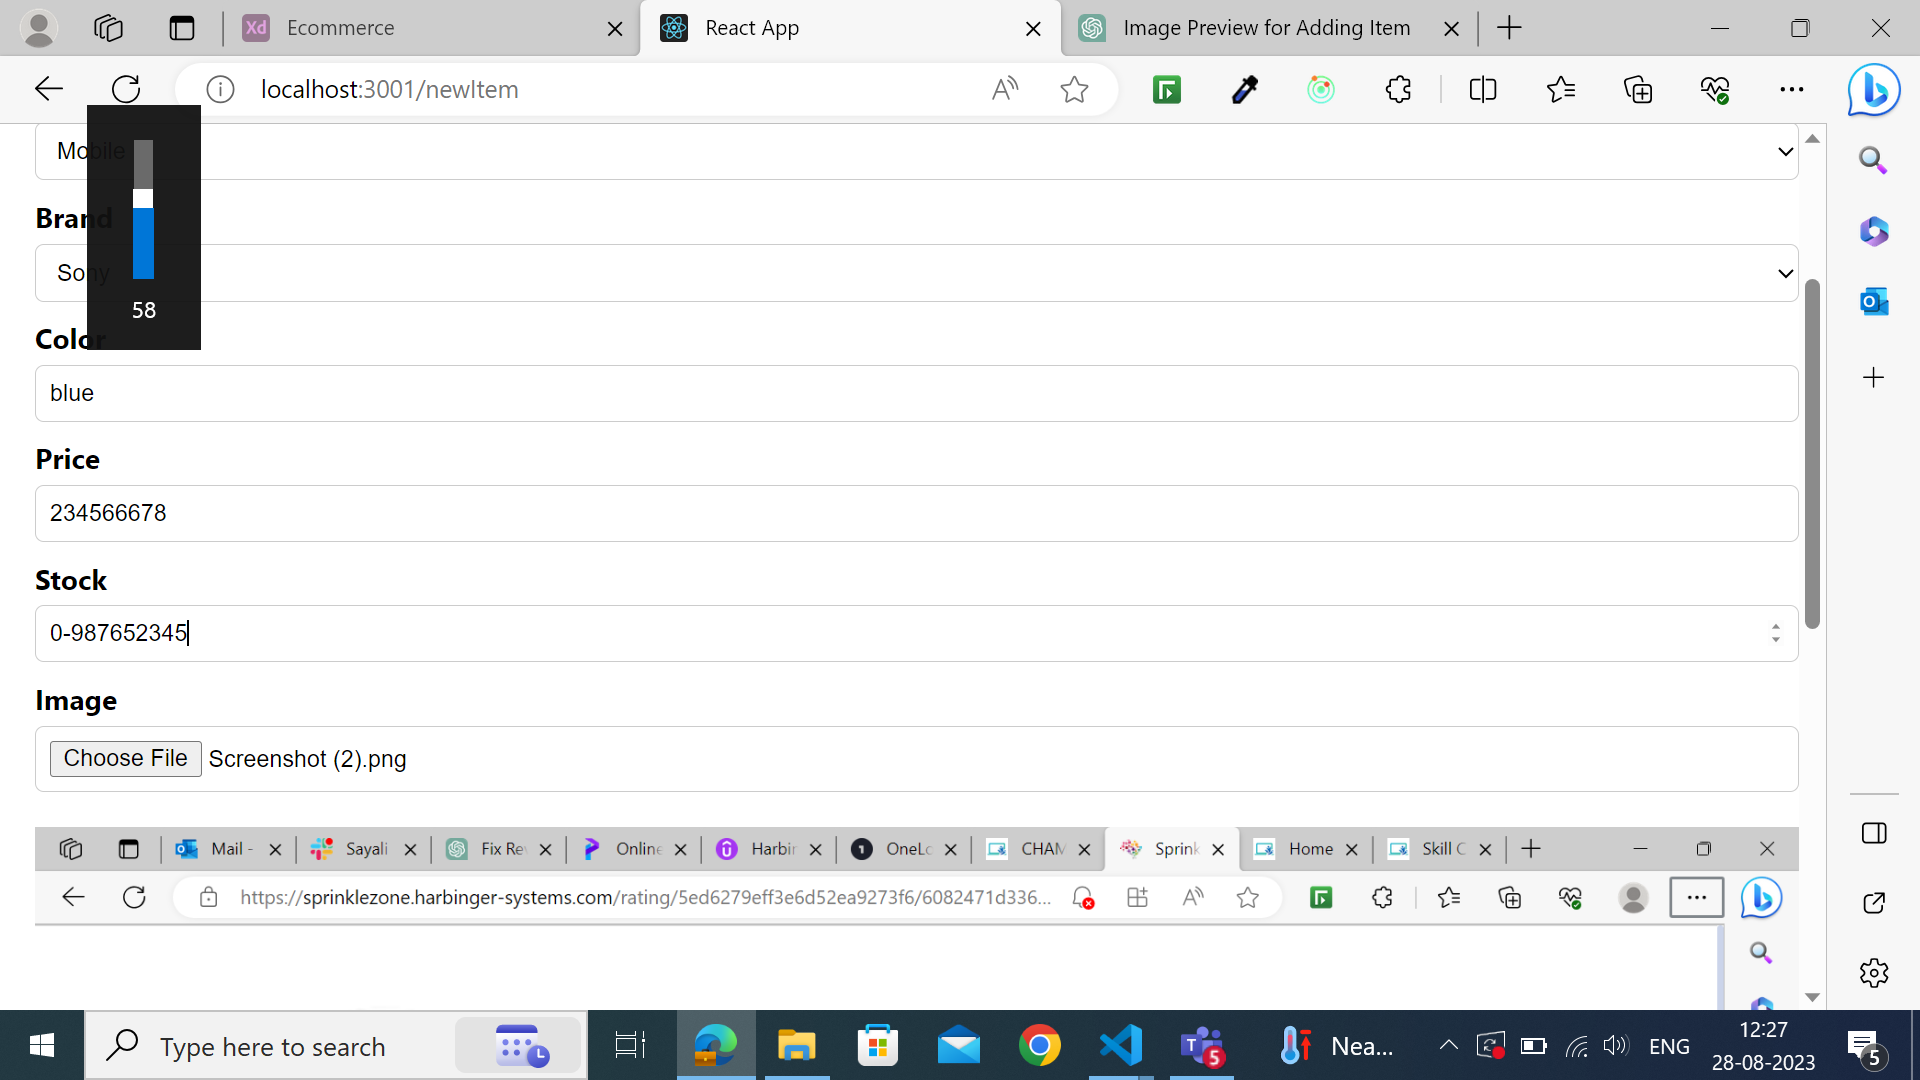 Ecommerce
React App
Image Preview for Adding Item
localhost:3001/newItem
Mobile
Brand
Sony
58
Color
blue
Price
234566678
Stock
0-987652345
Image
Choose File Screenshot (2).png
Mail - Sayali Fix Re Online Harbin OneLo CHAM Sprink Home Skill C
https://sprinklezone.harbinger-systems.com/rating/5ed6279eff3e6d52ea9273f6/6082471d336...
Type here to search
5
Nea...
ENG
12:27
28-08-2023
5